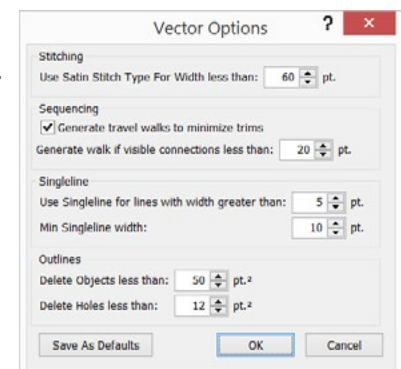 Vector Options ?
Stitching
Use Satin Stitch Type For Width less than: 60 pt.
Sequencing
Generate travel walks to minimize trims
Generate walk if visible connections less than: 20 pt.
Singleline
Use Singleline for lines with width greater than: 5 pt.
Min Singleline width: 10 pt.
Outlines
Delete Objects less than: 50 pt.²
Delete Holes less than: 12 pt.²
Save As Defaults OK Cancel